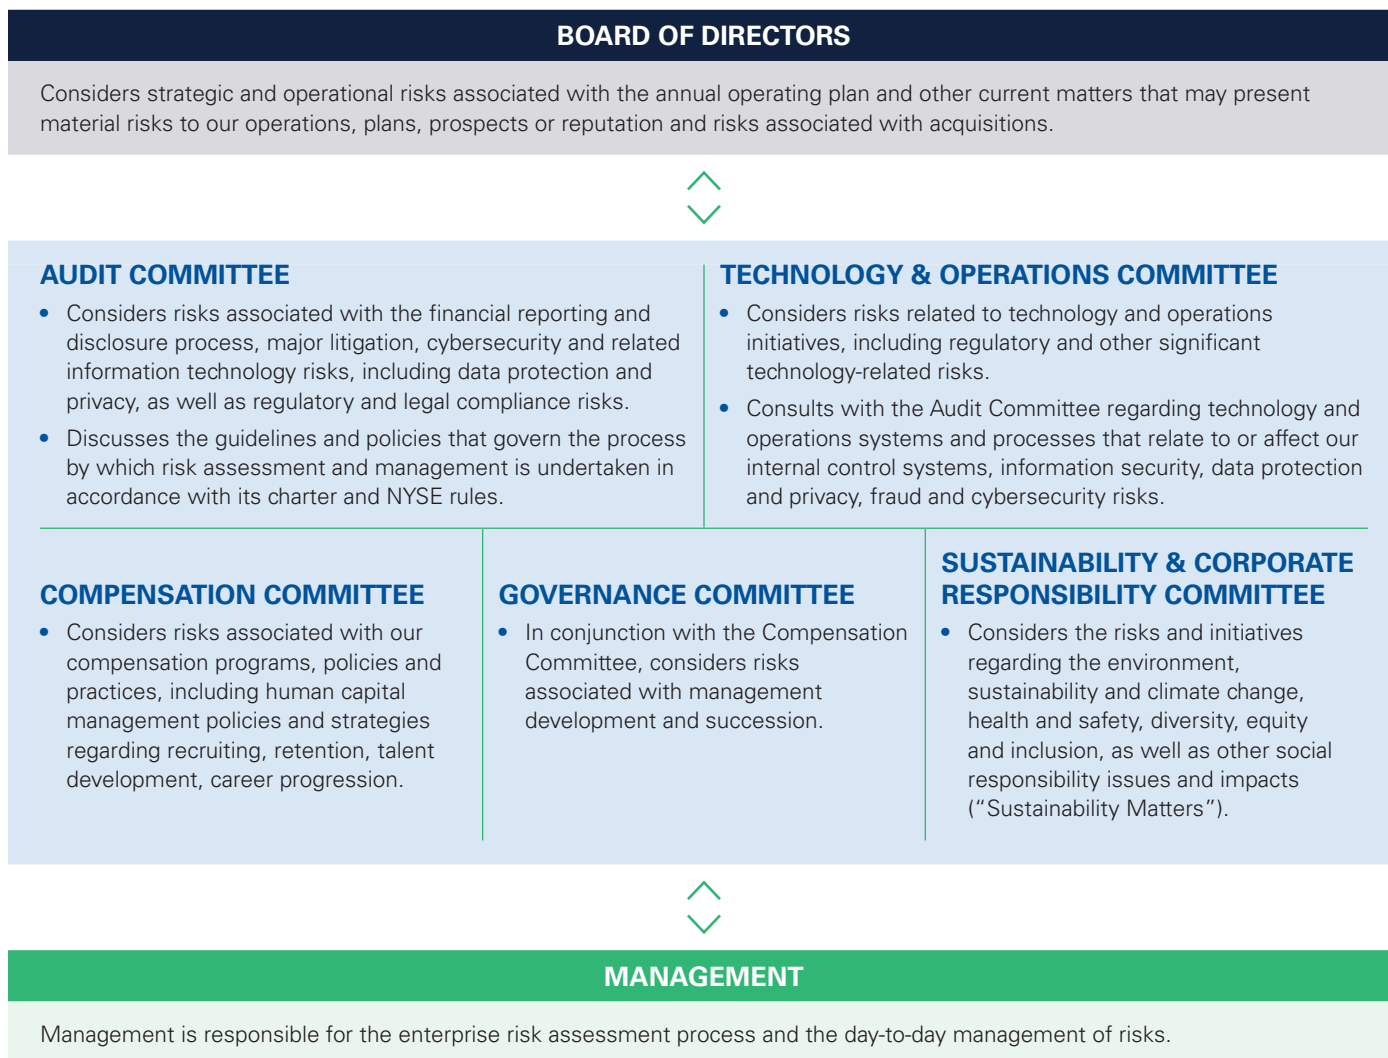 BOARD OF DIRECTORS
Considers strategic and operational risks associated with the annual operating plan and other current matters that may present
material risks to our operations, plans, prospects or reputation and risks associated with acquisitions.
AUDIT COMMITTEE
• Considers risks associated with the financial reporting and
disclosure process, major litigation, cybersecurity and related
information technology risks, including data protection and
privacy, as well as regulatory and legal compliance risks.
• Discusses the guidelines and policies that govern the process
by which risk assessment and management is undertaken in
accordance with its charter and NYSE rules.
TECHNOLOGY & OPERATIONS COMMITTEE
• Considers risks related to technology and operations
initiatives, including regulatory and other significant
technology-related risks.
• Consults with the Audit Committee regarding technology and
operations systems and processes that relate to or affect our
internal control systems, information security, data protection
and privacy, fraud and cybersecurity risks.
COMPENSATION COMMITTEE
• Considers risks associated with our
compensation programs, policies and
practices, including human capital
management policies and strategies
regarding recruiting, retention, talent
development, career progression.
GOVERNANCE COMMITTEE
• In conjunction with the Compensation
Committee, considers risks
associated with management
development and succession.
SUSTAINABILITY & CORPORATE
RESPONSIBILITY COMMITTEE
• Considers the risks and initiatives
regarding the environment,
sustainability and climate change,
health and safety, diversity, equity
and inclusion, as well as other social
responsibility issues and impacts
(“Sustainability Matters”).
MANAGEMENT
Management is responsible for the enterprise risk assessment process and the day-to-day management of risks.